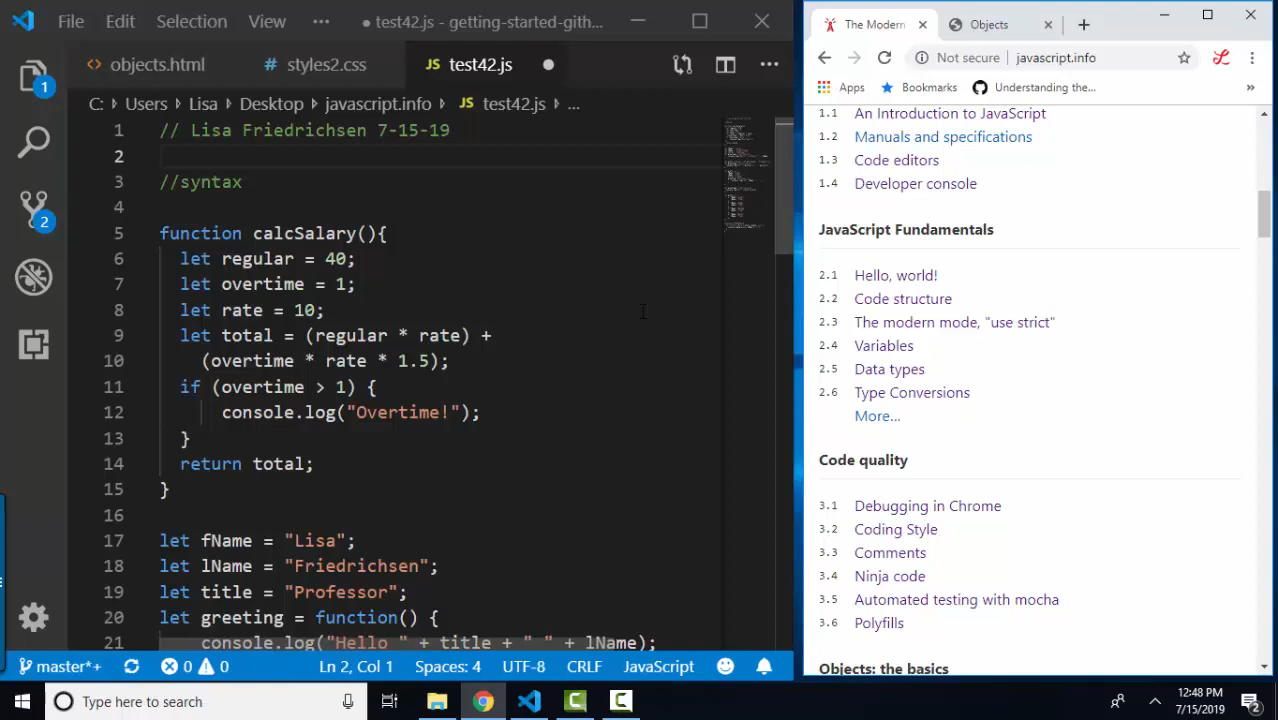 File Edit Selection View ··· ● test42.js - getting-started-gith...
objects.html # styles2.css JS test42.js ●
C: > Users > Lisa > Desktop > javascript.info > JS test42.js > ...
1 // Lisa Friedrichsen 7-15-19
2
3 //syntax
4
5 function calcSalary(){
6 let regular = 40;
7 let overtime = 1;
8 let rate = 10;
9 let total = (regular * rate) +
10 (overtime * rate * 1.5);
11 if (overtime > 1) {
12 console.log("Overtime!");
13 }
14 return total;
15 }
16
17 let fName = "Lisa";
18 let lName = "Friedrichsen";
19 let title = "Professor";
20 let greeting = function() {
21 console.log("Hello " + title + " " + lName);
1
2
master*+ 0 0 Ln 2, Col 1 Spaces: 4 UTF-8 CRLF JavaScript
The Modern Objects
Not secure | javascript.info
Apps Bookmarks Understanding the... »
1.1 An Introduction to JavaScript
1.2 Manuals and specifications
1.3 Code editors
1.4 Developer console
JavaScript Fundamentals
2.1 Hello, world!
2.2 Code structure
2.3 The modern mode, "use strict"
2.4 Variables
2.5 Data types
2.6 Type Conversions
More...
Code quality
3.1 Debugging in Chrome
3.2 Coding Style
3.3 Comments
3.4 Ninja code
3.5 Automated testing with mocha
3.6 Polyfills
Objects: the basics
Type here to search
12:48 PM
7/15/2019
2